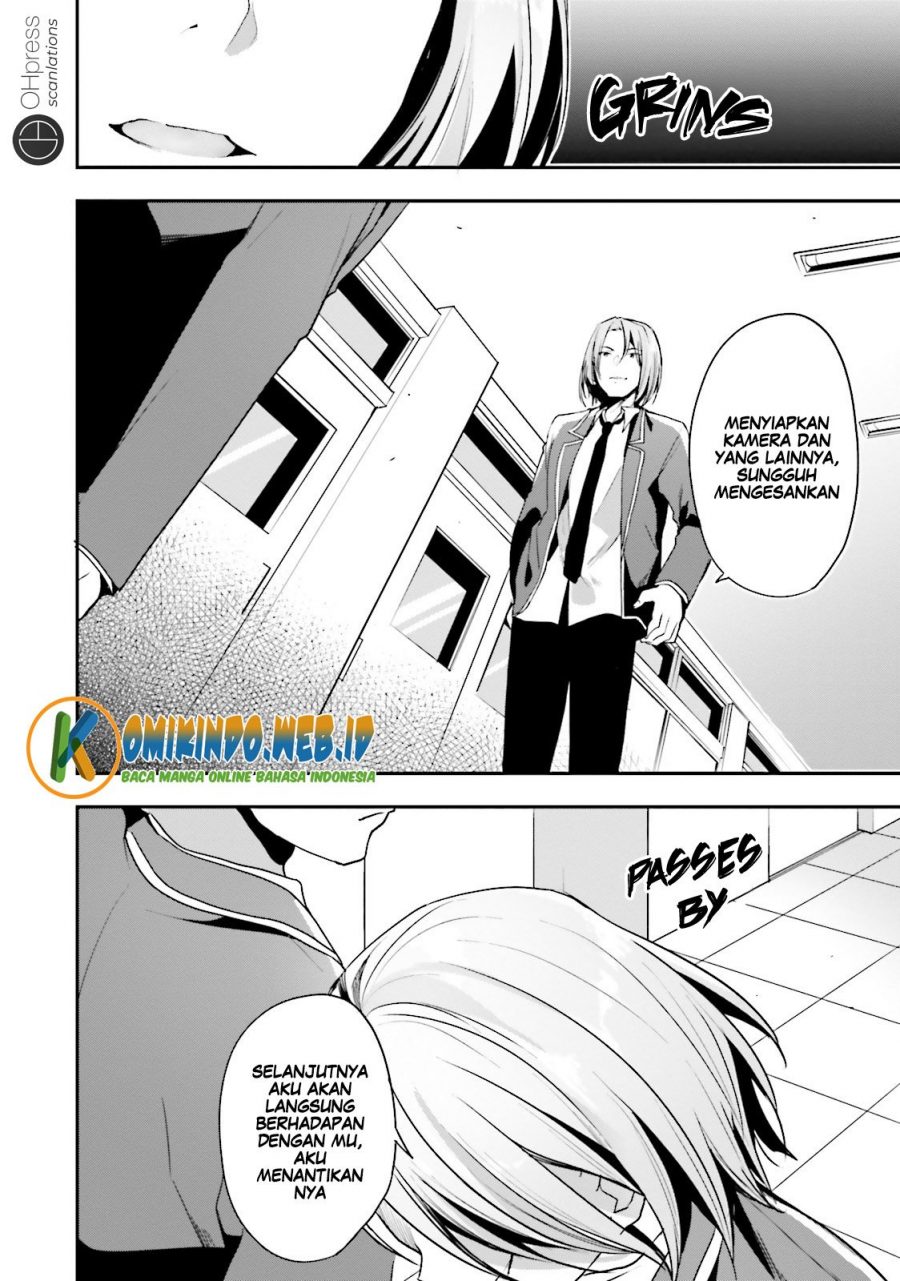 OHpress
scanlations
GRINS
MENYIAPKAN
KAMERA DAN
YANG LAINNYA,
SUNGGUH
MENGESANKAN
KOMIKINDO.WEB.ID
BACA MANGA ONLINE BAHASA INDONESIA
PASSES
BY
SELANJUTNYA
AKU AKAN
LANGSUNG
BERHADAPAN
DENGAN MU,
AKU
MENANTIKAN
NYA